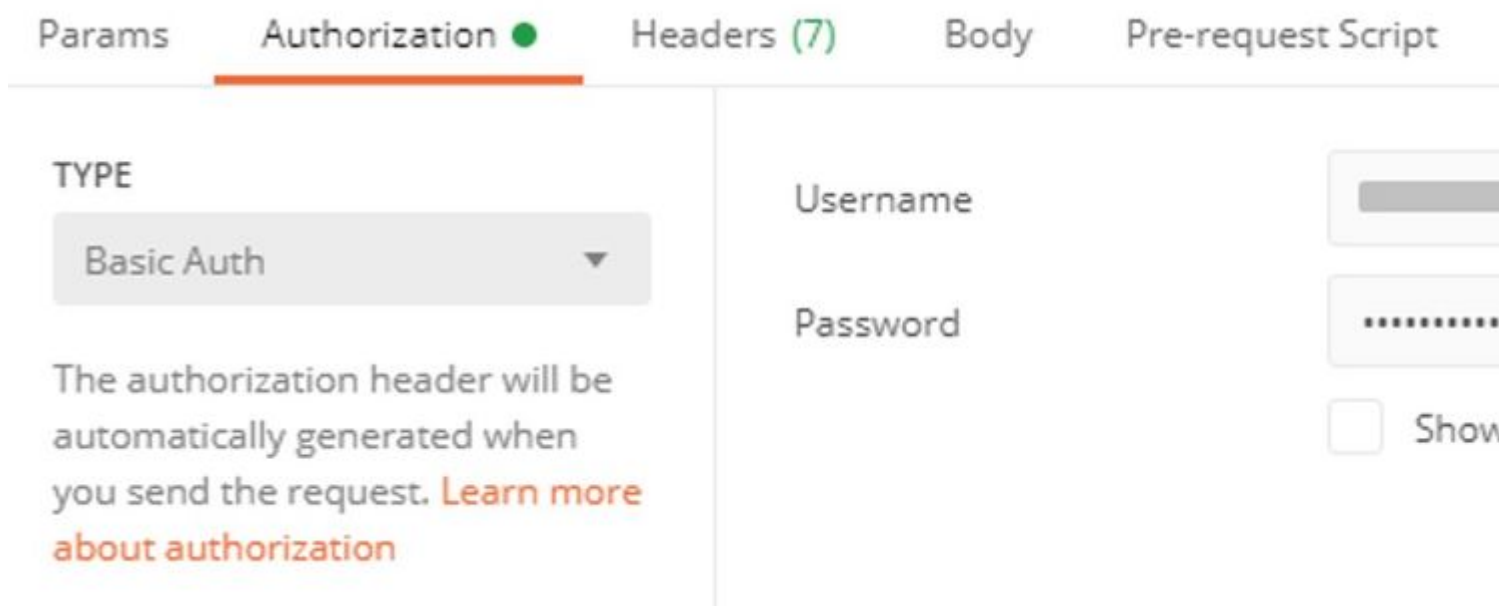 Params Authorization Headers (7) Body Pre-request Script
TYPE
Basic Auth
The authorization header will be
automatically generated when
you send the request. Learn more
about authorization
Username
Password
Show